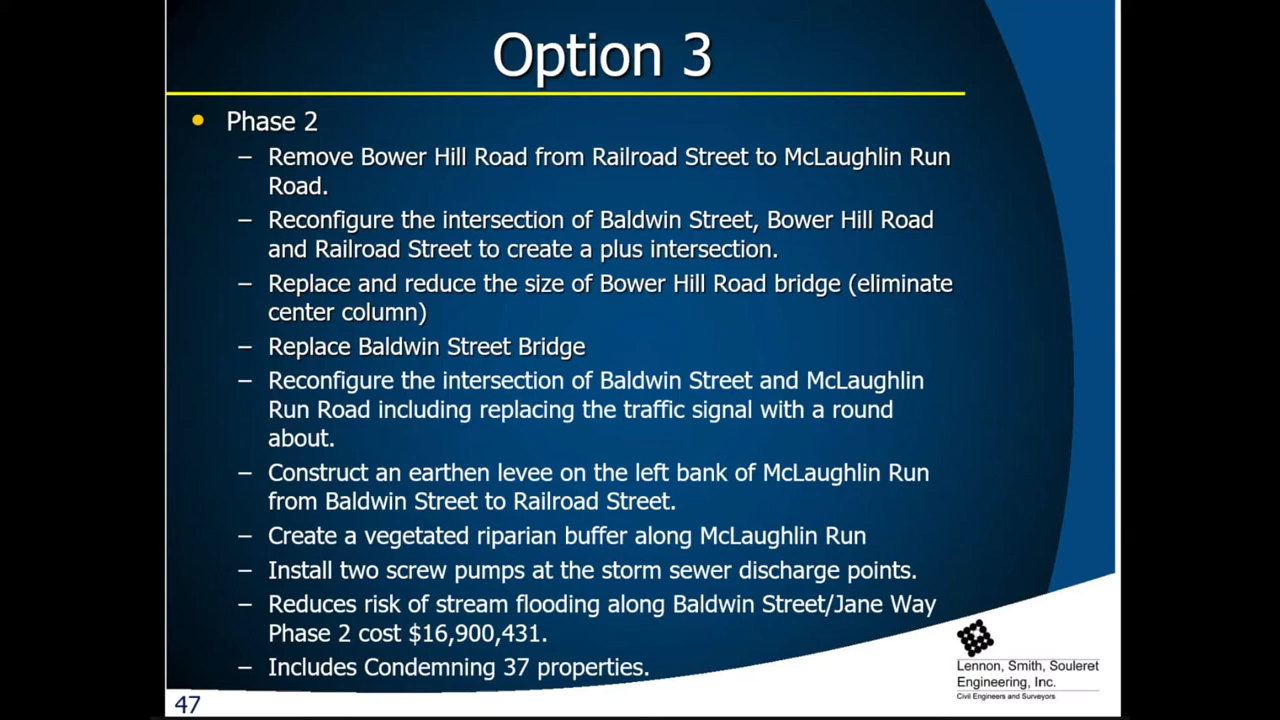 Option 3
• Phase 2
– Remove Bower Hill Road from Railroad Street to McLaughlin Run
Road.
– Reconfigure the intersection of Baldwin Street, Bower Hill Road
and Railroad Street to create a plus intersection.
– Replace and reduce the size of Bower Hill Road bridge (eliminate
center column)
– Replace Baldwin Street Bridge
– Reconfigure the intersection of Baldwin Street and McLaughlin
Run Road including replacing the traffic signal with a round
about.
– Construct an earthen levee on the left bank of McLaughlin Run
from Baldwin Street to Railroad Street.
– Create a vegetated riparian buffer along McLaughlin Run
– Install two screw pumps at the storm sewer discharge points.
– Reduces risk of stream flooding along Baldwin Street/Jane Way
Phase 2 cost $16,900,431.
– Includes Condemning 37 properties.
Lennon, Smith, Souleret
Engineering, Inc.
Civil Engineers and Surveyors
47